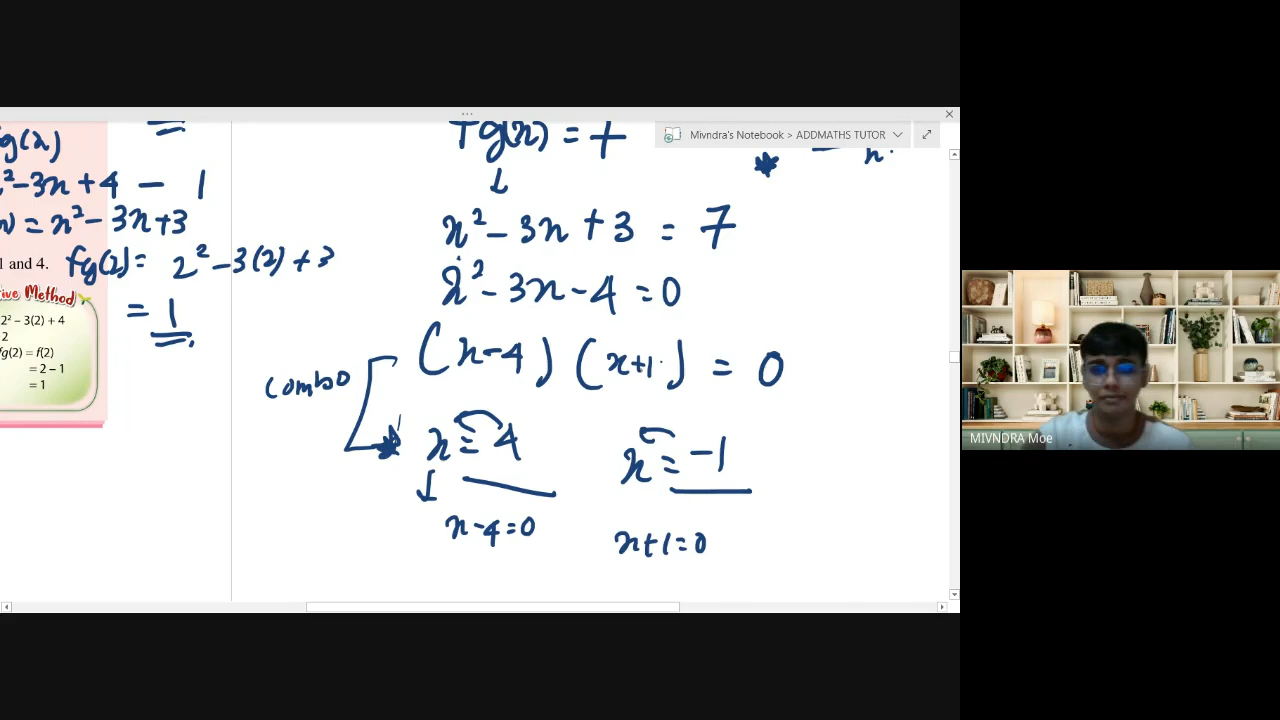 g(x)
x²-3x+4 - 1
= x²-3x+3
1 and 4.
fg(2) = 2²-3(2)+3
= 1
ive Method
2² – 3(2) + 4
2
fg(2) = f(2)
= 2 – 1
= 1
fg(x) = 7
Mivndra's Notebook > ADDMATHS TUTOR
x²-3x+3 = 7
x²-3x-4=0
(x-4) (x+1) = 0
combo
x = 4
x = -1
x-4=0
x+1=0
MIVNDRA Moe